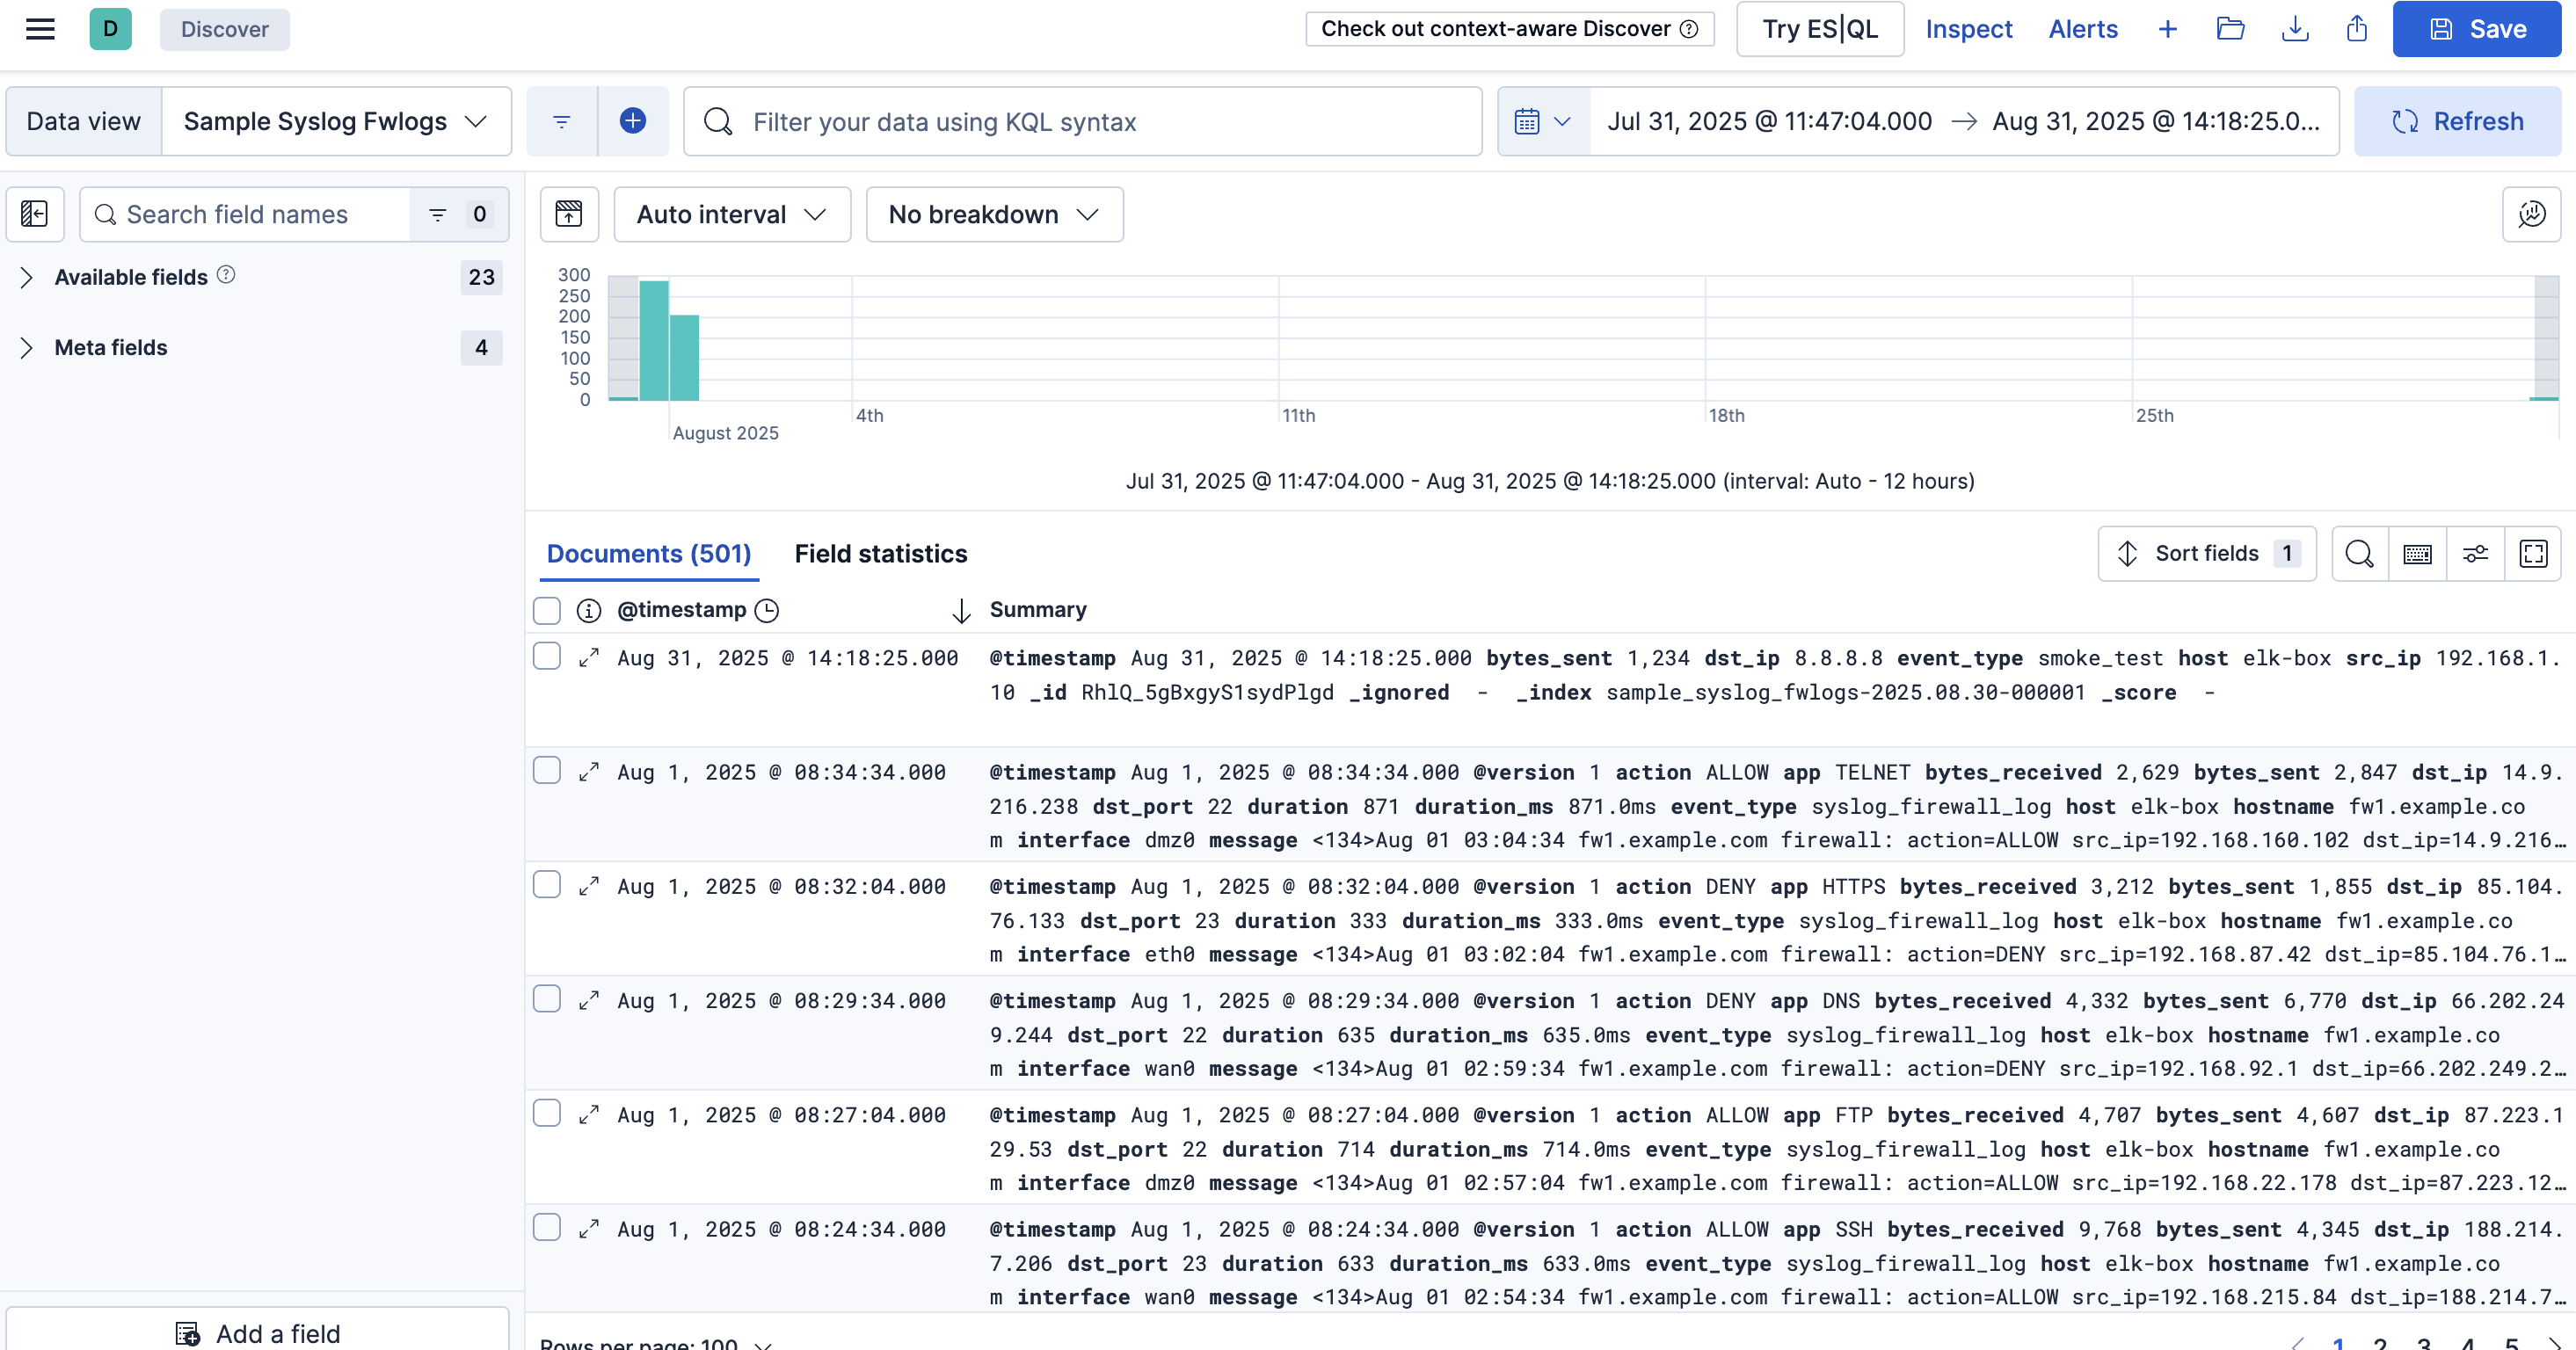 D Discover Check out context-aware Discover Try ES|QL Inspect Alerts Save
Data view Sample Syslog Fwlogs Filter your data using KQL syntax Jul 31, 2025 @ 11:47:04.000 → Aug 31, 2025 @ 14:18:25.0... Refresh
Search field names 0 Auto interval No breakdown
Available fields 23
Meta fields 4
300
250
200
150
100
50
0
4th 11th 18th 25th
August 2025
Jul 31, 2025 @ 11:47:04.000 - Aug 31, 2025 @ 14:18:25.000 (interval: Auto - 12 hours)
Documents (501) Field statistics Sort fields 1
@timestamp Summary
Aug 31, 2025 @ 14:18:25.000 @timestamp Aug 31, 2025 @ 14:18:25.000 bytes_sent 1,234 dst_ip 8.8.8.8 event_type smoke_test host elk-box src_ip 192.168.1.
10 _id RhlQ_5gBxgyS1sydPlgd _ignored - _index sample_syslog_fwlogs-2025.08.30-000001 _score -
Aug 1, 2025 @ 08:34:34.000 @timestamp Aug 1, 2025 @ 08:34:34.000 @version 1 action ALLOW app TELNET bytes_received 2,629 bytes_sent 2,847 dst_ip 14.9.
216.238 dst_port 22 duration 871 duration_ms 871.0ms event_type syslog_firewall_log host elk-box hostname fw1.example.co
m interface dmz0 message <134>Aug 01 03:04:34 fw1.example.com firewall: action=ALLOW src_ip=192.168.160.102 dst_ip=14.9.216…
Aug 1, 2025 @ 08:32:04.000 @timestamp Aug 1, 2025 @ 08:32:04.000 @version 1 action DENY app HTTPS bytes_received 3,212 bytes_sent 1,855 dst_ip 85.104.
76.133 dst_port 23 duration 333 duration_ms 333.0ms event_type syslog_firewall_log host elk-box hostname fw1.example.co
m interface eth0 message <134>Aug 01 03:02:04 fw1.example.com firewall: action=DENY src_ip=192.168.87.42 dst_ip=85.104.76.1…
Aug 1, 2025 @ 08:29:34.000 @timestamp Aug 1, 2025 @ 08:29:34.000 @version 1 action DENY app DNS bytes_received 4,332 bytes_sent 6,770 dst_ip 66.202.24
9.244 dst_port 22 duration 635 duration_ms 635.0ms event_type syslog_firewall_log host elk-box hostname fw1.example.co
m interface wan0 message <134>Aug 01 02:59:34 fw1.example.com firewall: action=DENY src_ip=192.168.92.1 dst_ip=66.202.249.2…
Aug 1, 2025 @ 08:27:04.000 @timestamp Aug 1, 2025 @ 08:27:04.000 @version 1 action ALLOW app FTP bytes_received 4,707 bytes_sent 4,607 dst_ip 87.223.1
29.53 dst_port 22 duration 714 duration_ms 714.0ms event_type syslog_firewall_log host elk-box hostname fw1.example.co
m interface dmz0 message <134>Aug 01 02:57:04 fw1.example.com firewall: action=ALLOW src_ip=192.168.22.178 dst_ip=87.223.12…
Aug 1, 2025 @ 08:24:34.000 @timestamp Aug 1, 2025 @ 08:24:34.000 @version 1 action ALLOW app SSH bytes_received 9,768 bytes_sent 4,345 dst_ip 188.214.
7.206 dst_port 23 duration 633 duration_ms 633.0ms event_type syslog_firewall_log host elk-box hostname fw1.example.co
m interface wan0 message <134>Aug 01 02:54:34 fw1.example.com firewall: action=ALLOW src_ip=192.168.215.84 dst_ip=188.214.7…
Add a field Rows per page: 100 1 2 3 4 5